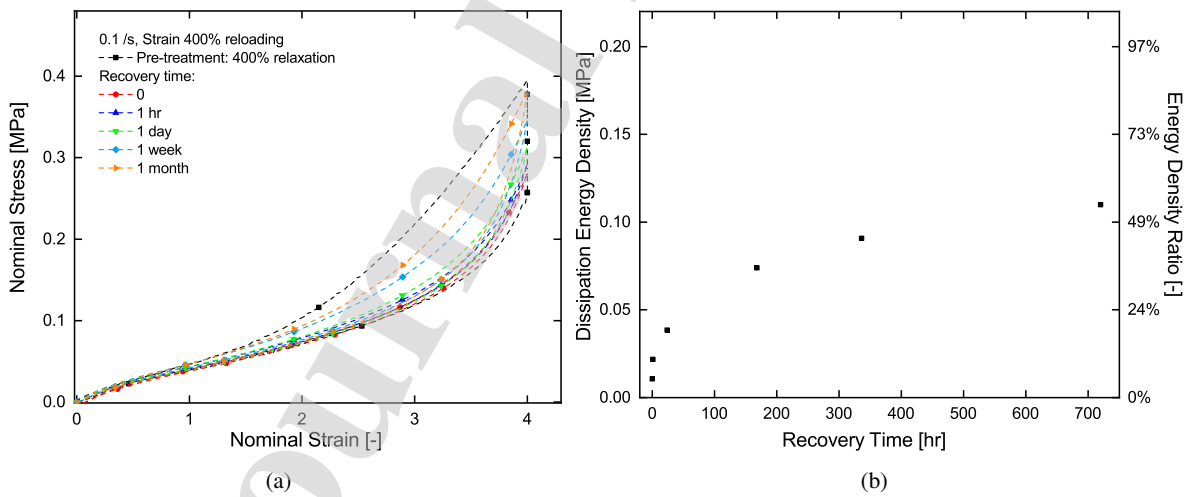 0.1 /s, Strain 400% reloading
Pre-treatment: 400% relaxation
Recovery time:
0
1 hr
1 day
1 week
1 month
Nominal Stress [MPa]
0.4
0.3
0.2
0.1
0.0
0 1 2 3 4
Nominal Strain [-]
(a)
Dissipation Energy Density [MPa]
0.20
0.15
0.10
0.05
0.00
0 100 200 300 400 500 600 700
Recovery Time [hr]
97%
73%
49%
24%
0%
Energy Density
Ratio [-]
(b)
ournal